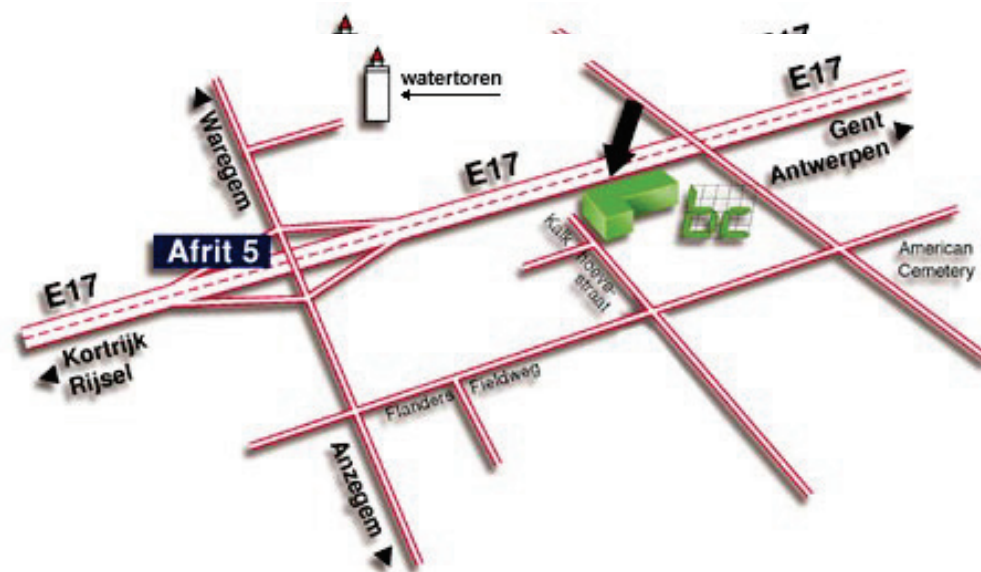 watertoren
E17
Gent
Antwerpen
Waregem
E17
bc
Afrit 5
Kalk
hoeve-
straat
American
Cemetery
E17
Kortrijk
Rijsel
Flanders Fieldweg
Anzegem